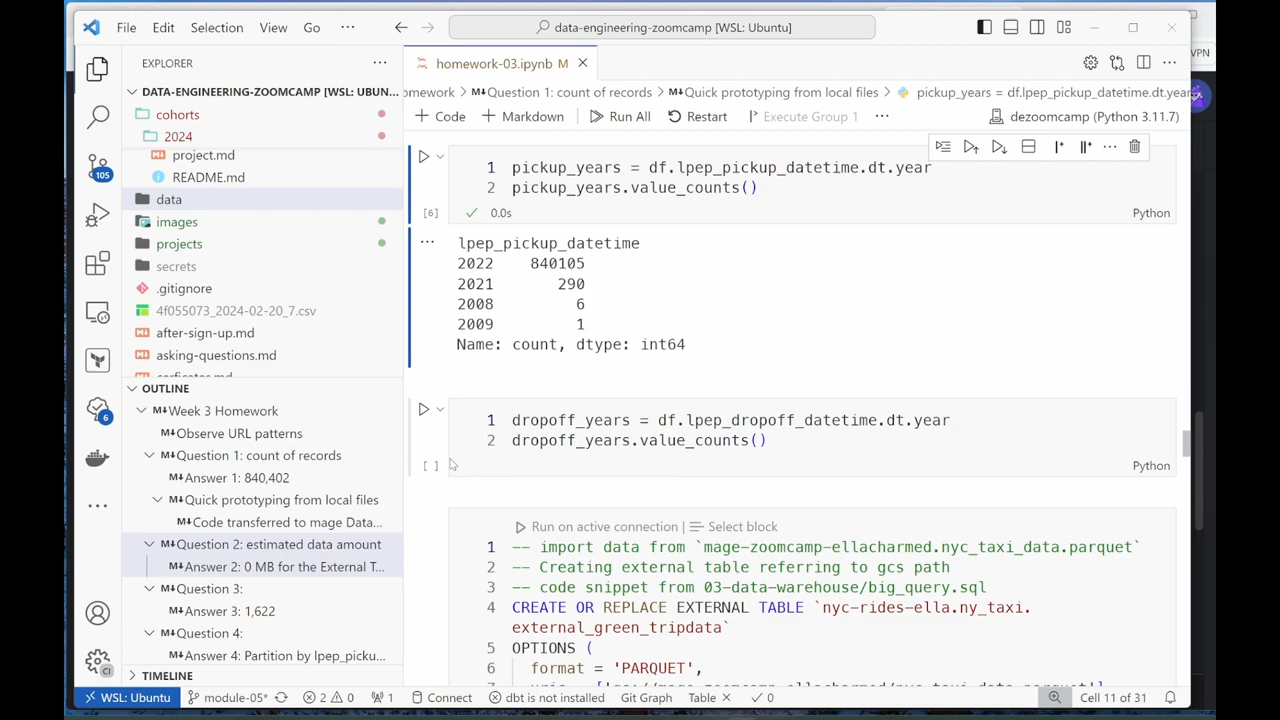 File Edit Selection View Go ··· data-engineering-zoomcamp [WSL: Ubuntu]
EXPLORER ···
DATA-ENGINEERING-ZOOMCAMP [WSL: UBUN...
cohorts
2024
project.md
README.md
data
images
projects
secrets
.gitignore
4f055073_2024-02-20_7.csv
after-sign-up.md
asking-questions.md
OUTLINE
Week 3 Homework
Observe URL patterns
Question 1: count of records
Answer 1: 840,402
Quick prototyping from local files
Code transferred to mage Data...
Question 2: estimated data amount
Answer 2: 0 MB for the External T...
Question 3:
Answer 3: 1,622
Question 4:
Answer 4: Partition by lpep_picku...
TIMELINE
105
6
CI
homework-03.ipynb M
VPN
omework > Question 1: count of records > Quick prototyping from local files > pickup_years = df.lpep_pickup_datetime.dt.year
+ Code + Markdown Run All Restart Execute Group 1 ··· dezoomcamp (Python 3.11.7)
1 pickup_years = df.lpep_pickup_datetime.dt.year
2 pickup_years.value_counts()
[6] 0.0s Python
··· lpep_pickup_datetime
2022 840105
2021 290
2008 6
2009 1
Name: count, dtype: int64
1 dropoff_years = df.lpep_dropoff_datetime.dt.year
2 dropoff_years.value_counts()
[ ] Python
Run on active connection | Select block
1 -- import data from `mage-zoomcamp-ellacharmed.nyc_taxi_data.parquet`
2 -- Creating external table referring to gcs path
3 -- code snippet from 03-data-warehouse/big_query.sql
4 CREATE OR REPLACE EXTERNAL TABLE `nyc-rides-ella.ny_taxi.
external_green_tripdata`
5 OPTIONS (
6 format = 'PARQUET',
WSL: Ubuntu module-05* 2 0 1 Connect dbt is not installed Git Graph Table 0 Cell 11 of 31